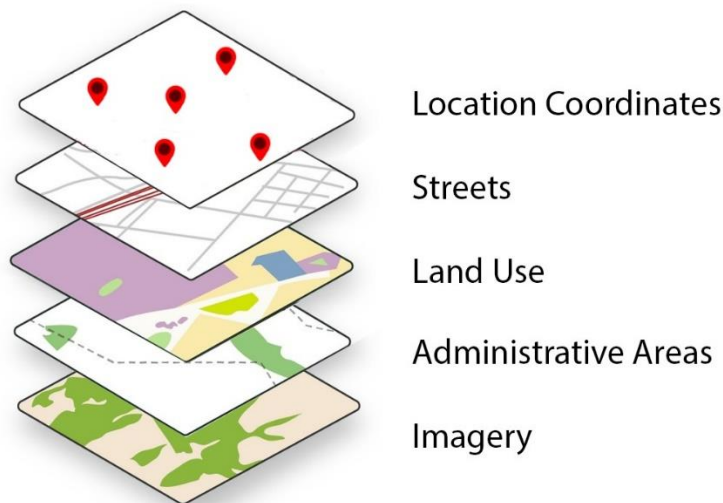 Location Coordinates
Streets
Land Use
Administrative Areas
Imagery